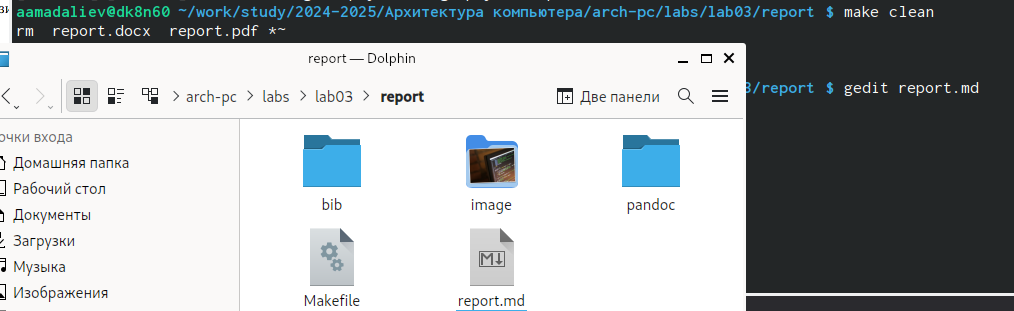 aamadaliev@dk8n60 ~/work/study/2024-2025/Архитектура компьютера/arch-pc/labs/lab03/report $ make clean
rm  report.docx  report.pdf *~
report — Dolphin
arch-pc > labs > lab03 > report
Две панели
3/report $ gedit report.md
очки входа
Домашняя папка
Рабочий стол
Документы
Загрузки
Музыка
Изображения
bib
image
pandoc
Makefile
report.md